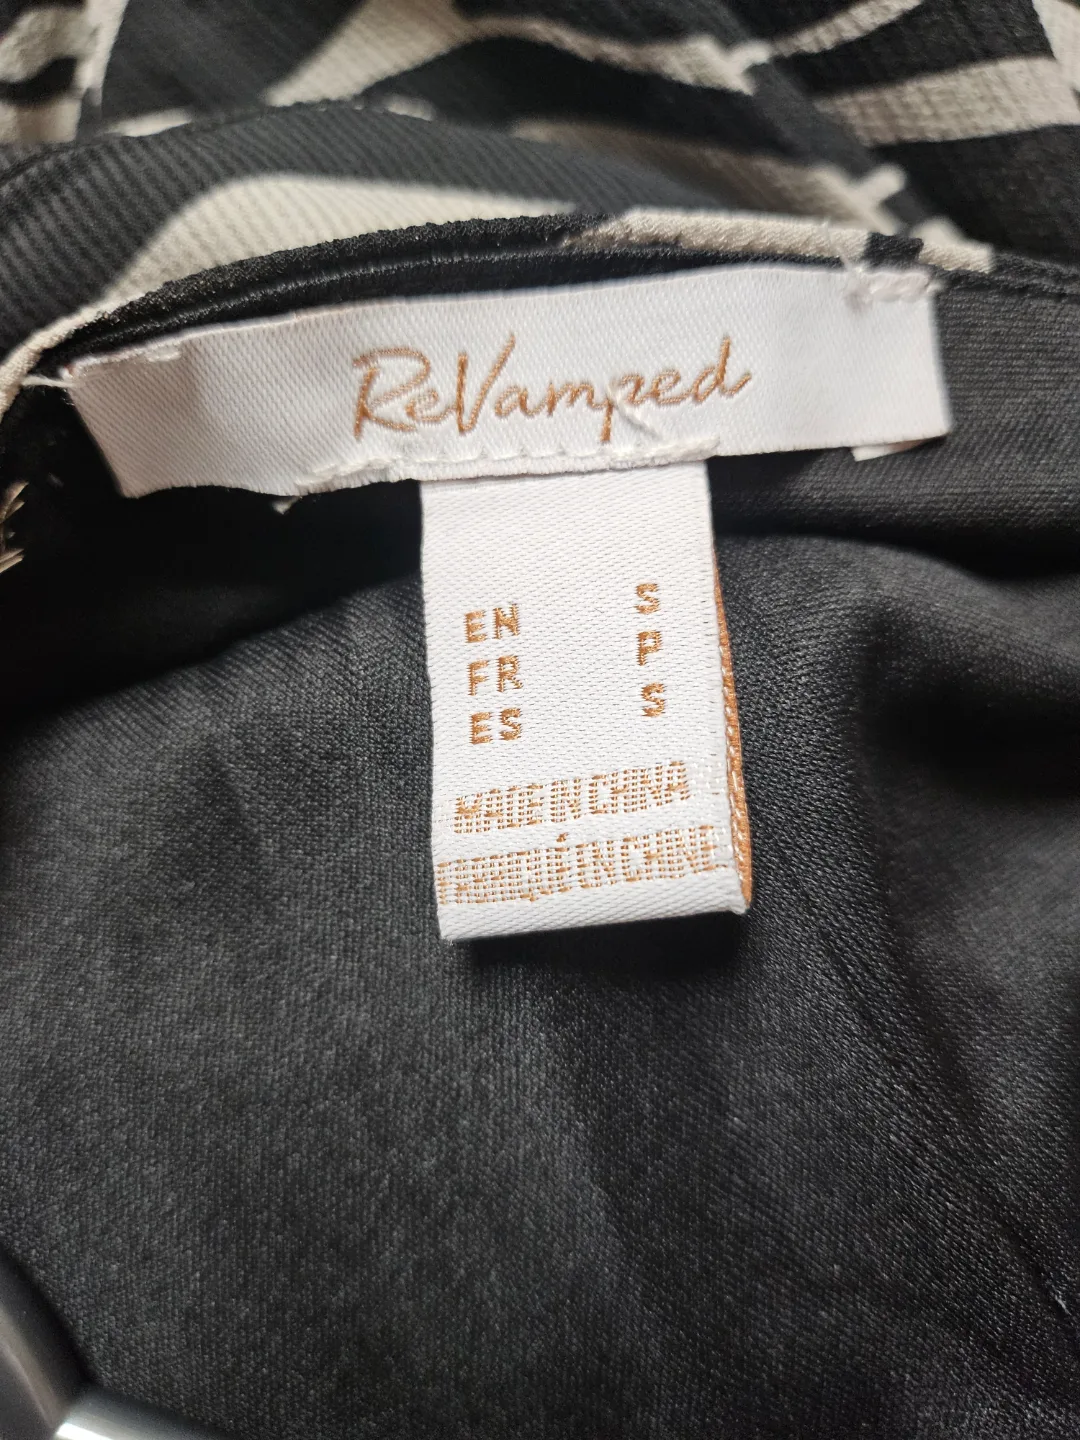 ReVamped
EN S
FR P
ES S
MADE IN CHINA
FABRIQUÉ EN CHINE